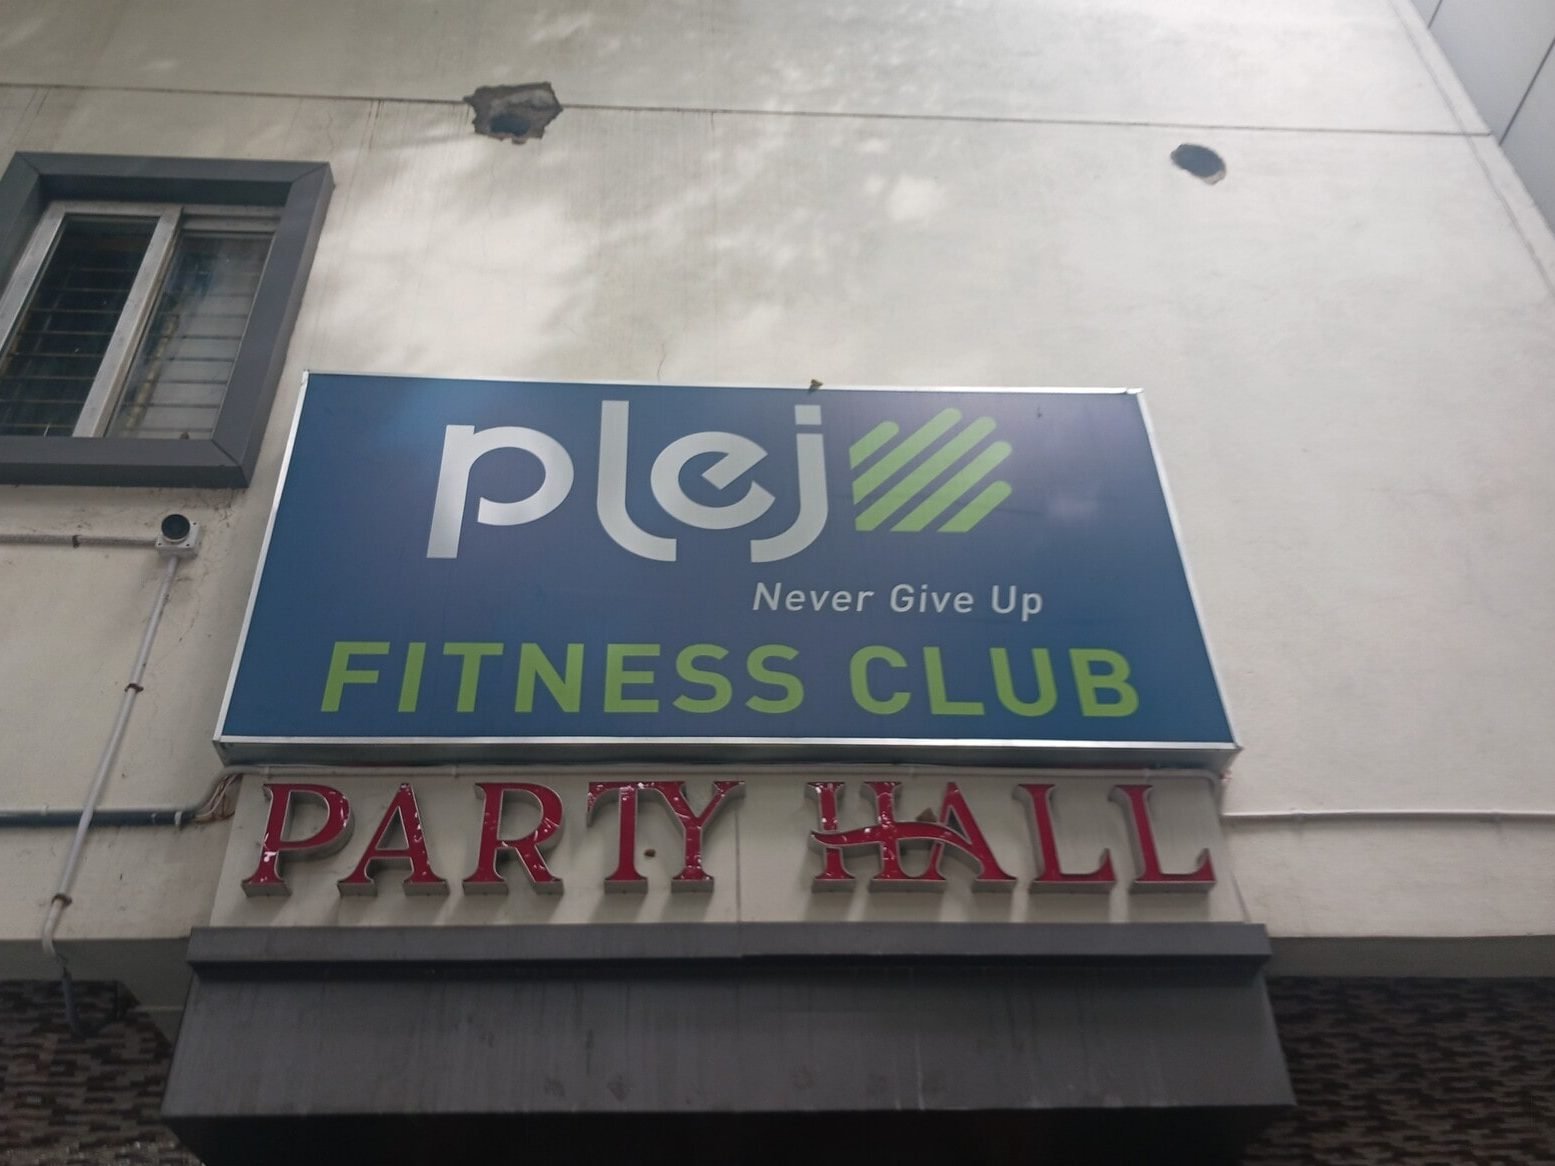 plej
Never Give Up
FITNESS CLUB
PARTY HALL